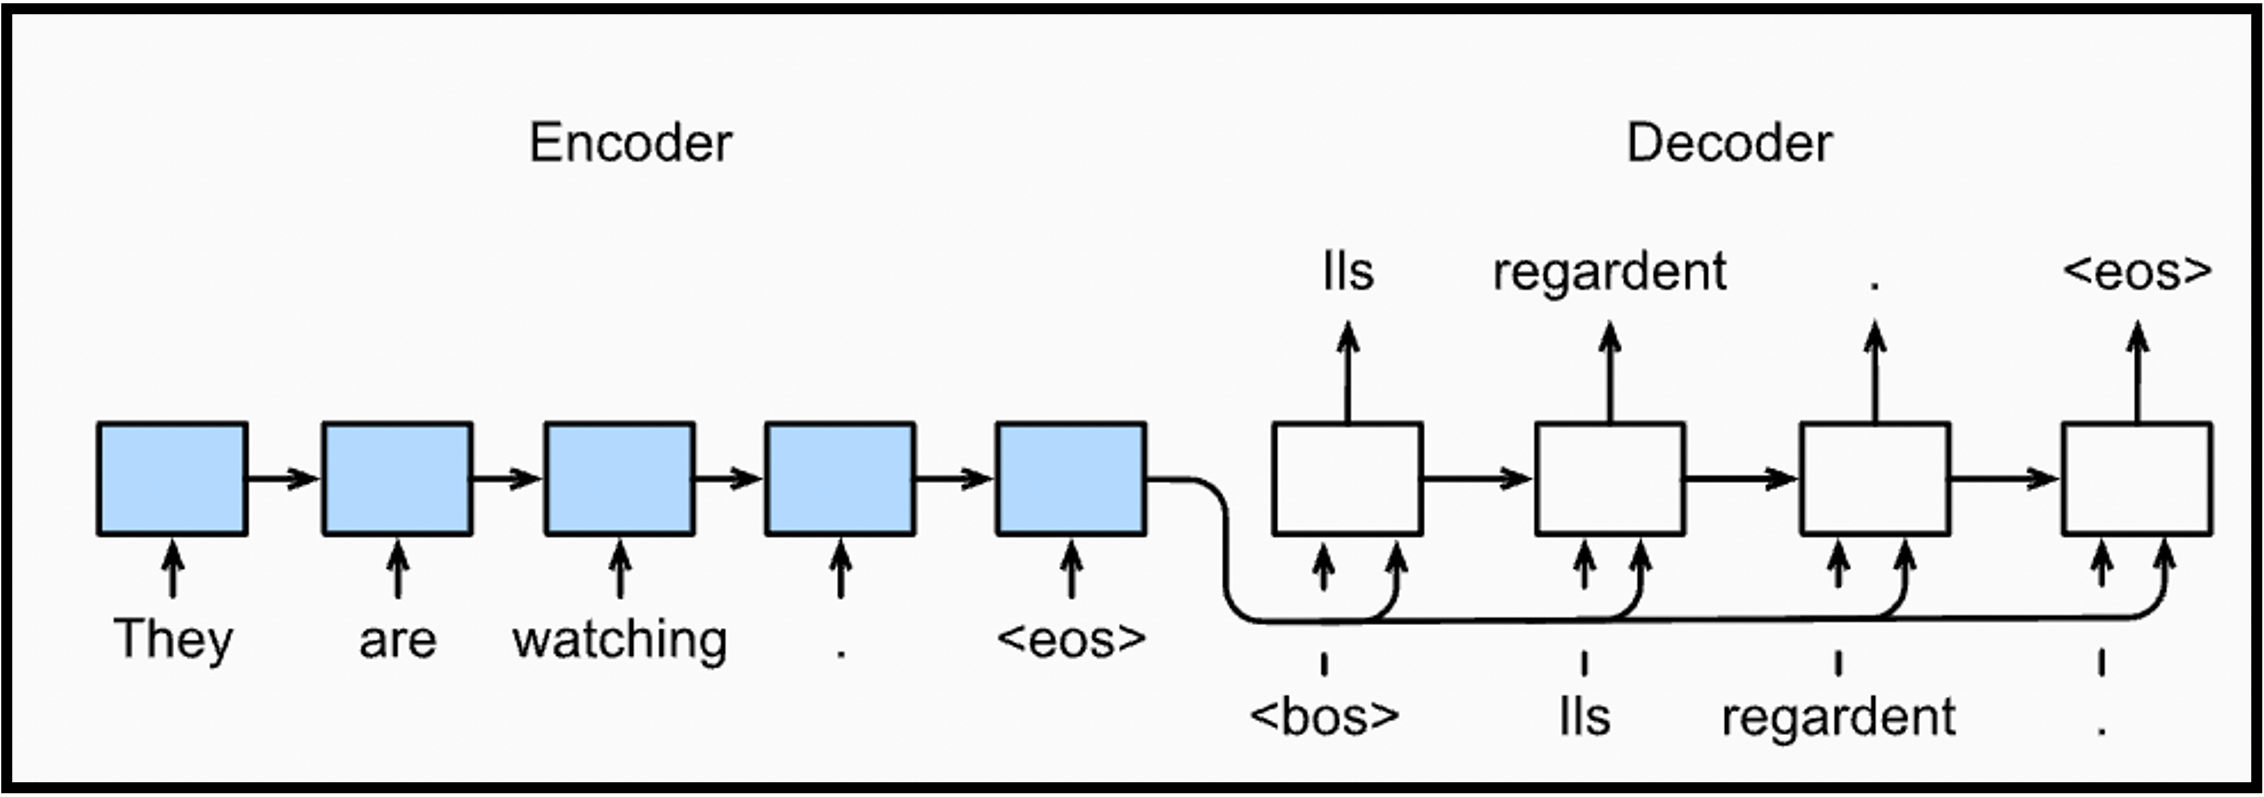 Encoder Decoder
Ils regardent . <eos>
They are watching . <eos>
<bos> Ils regardent .